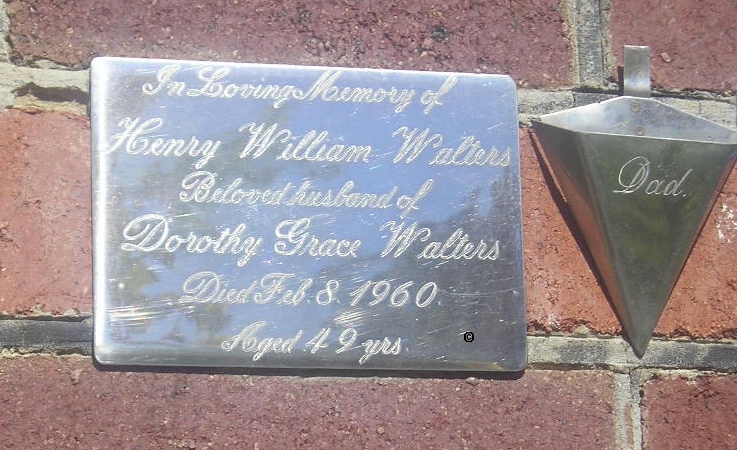 In Loving Memory of
Henry William Walters
Beloved husband of
Dorothy Grace Walters
Died Feb. 8. 1960.
Aged 49 yrs
©
Dad.